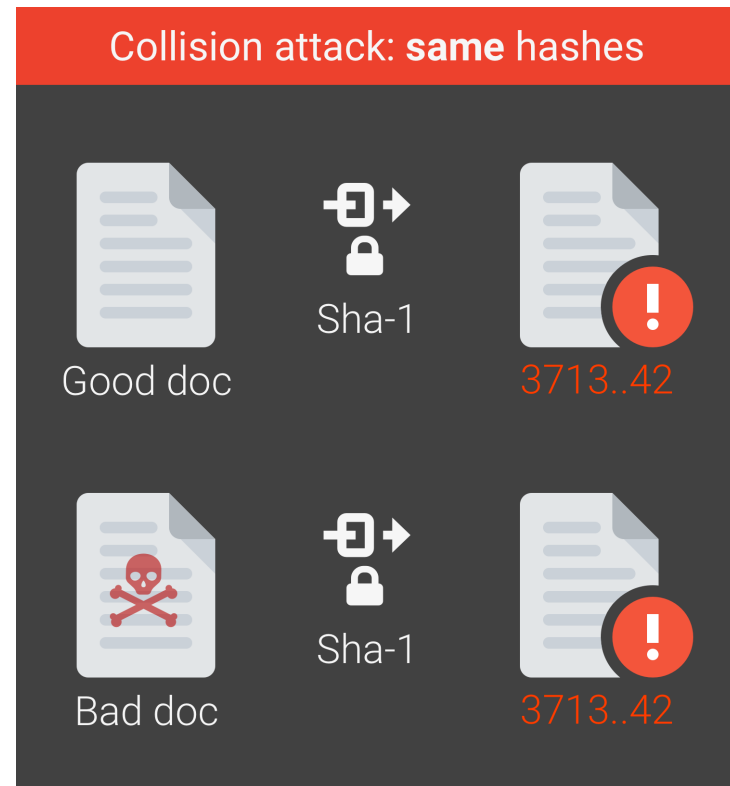 Collision attack: same hashes
Sha-1
Good doc
3713..42
Sha-1
Bad doc
3713..42